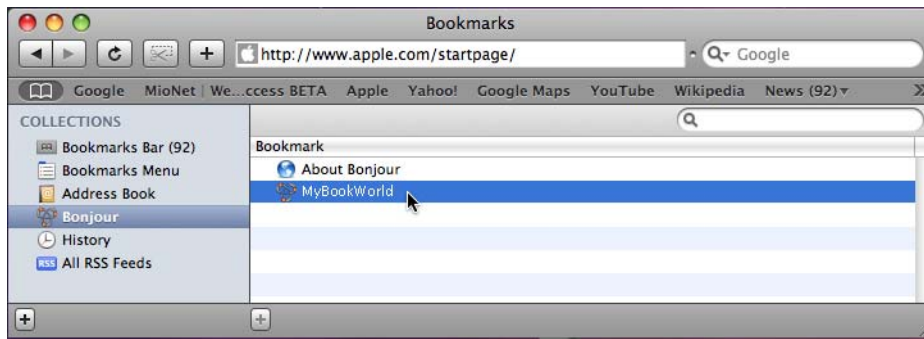 Bookmarks
http://www.apple.com/startpage/
Google
Google MioNet | We...ccess BETA Apple Yahoo! Google Maps YouTube Wikipedia News (92)
COLLECTIONS
Bookmarks Bar (92)
Bookmarks Menu
Address Book
Bonjour
History
RSS All RSS Feeds
Bookmark
About Bonjour
MyBookWorld